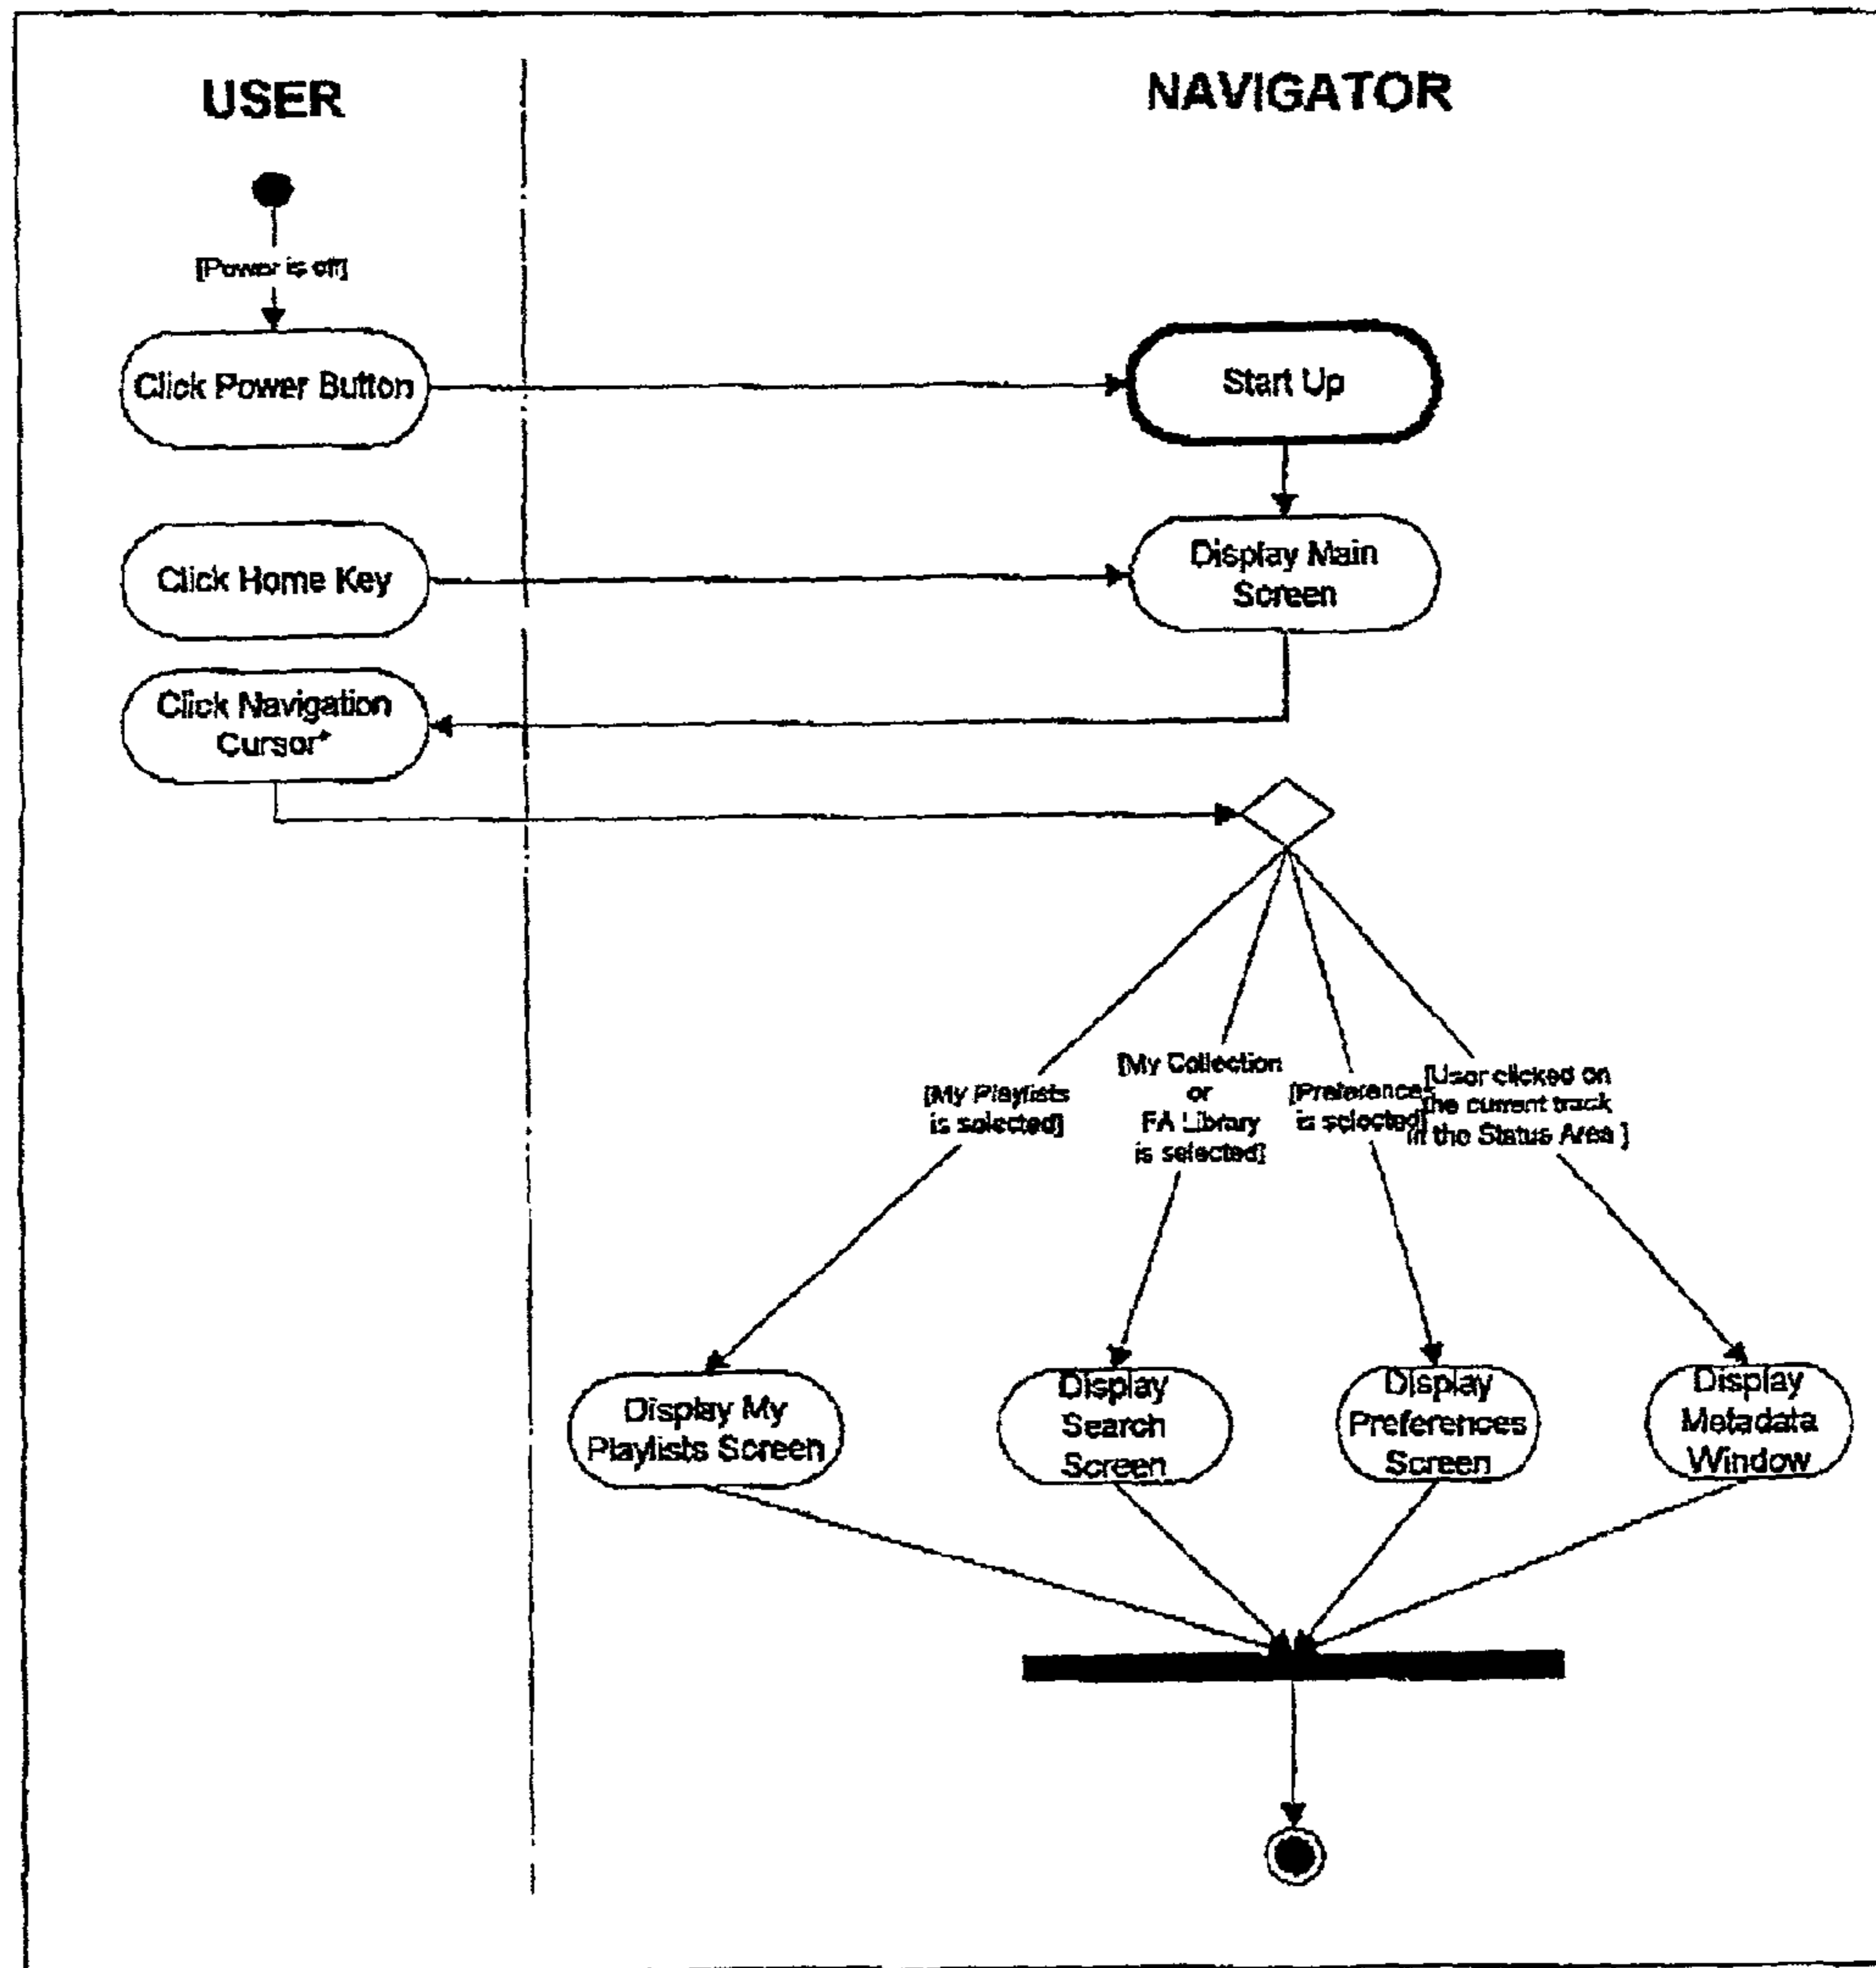 USER
NAVIGATOR
[Power is off]
Click Power Button
Start Up
Click Home Key
Display Main
Screen
Click Navigation
Cursor*
[My Playlists
is selected]
[My Collection
or
FA Library
is selected]
[Preferences
is selected]
[User clicked on
the current track
in the Status Area ]
Display My
Playlists Screen
Display
Search
Screen
Display
Preferences
Screen
Display
Metadata
Window